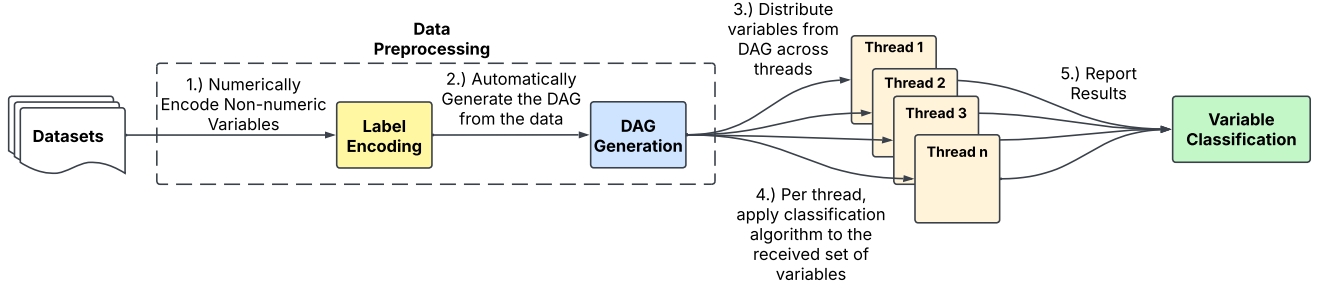 Data
Preprocessing
Datasets
1.) Numerically
Encode Non-numeric
Variables
Label
Encoding
2.) Automatically
Generate the DAG
from the data
DAG
Generation
3.) Distribute
variables from
DAG across
threads
Thread 1
Thread 2
Thread 3
Thread n
4.) Per thread,
apply classification
algorithm to the
received set of
variables
5.) Report
Results
Variable
Classification